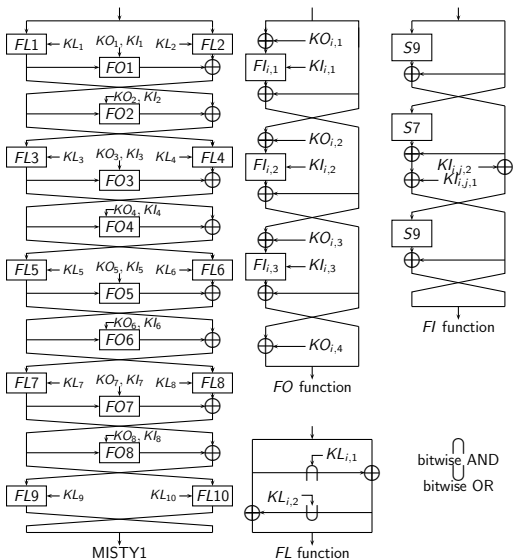 FL1 KL1 KO1, KI1 KL2 FL2
FO1
KO2, KI2
FO2
FL3 KL3 KO3, KI3 KL4 FL4
FO3
KO4, KI4
FO4
FL5 KL5 KO5, KI5 KL6 FL6
FO5
KO6, KI6
FO6
FL7 KL7 KO7, KI7 KL8 FL8
FO7
KO8, KI8
FO8
FL9 KL9 KL10 FL10
MISTY1
KOi,1
FIi,1 KIi,1
KOi,2
FIi,2 KIi,2
KOi,3
FIi,3 KIi,3
KOi,4
FO function
S9
S7
KIi,j,2
KIi,j,1
S9
FI function
KLi,1
KLi,2
FL function
bitwise AND
bitwise OR